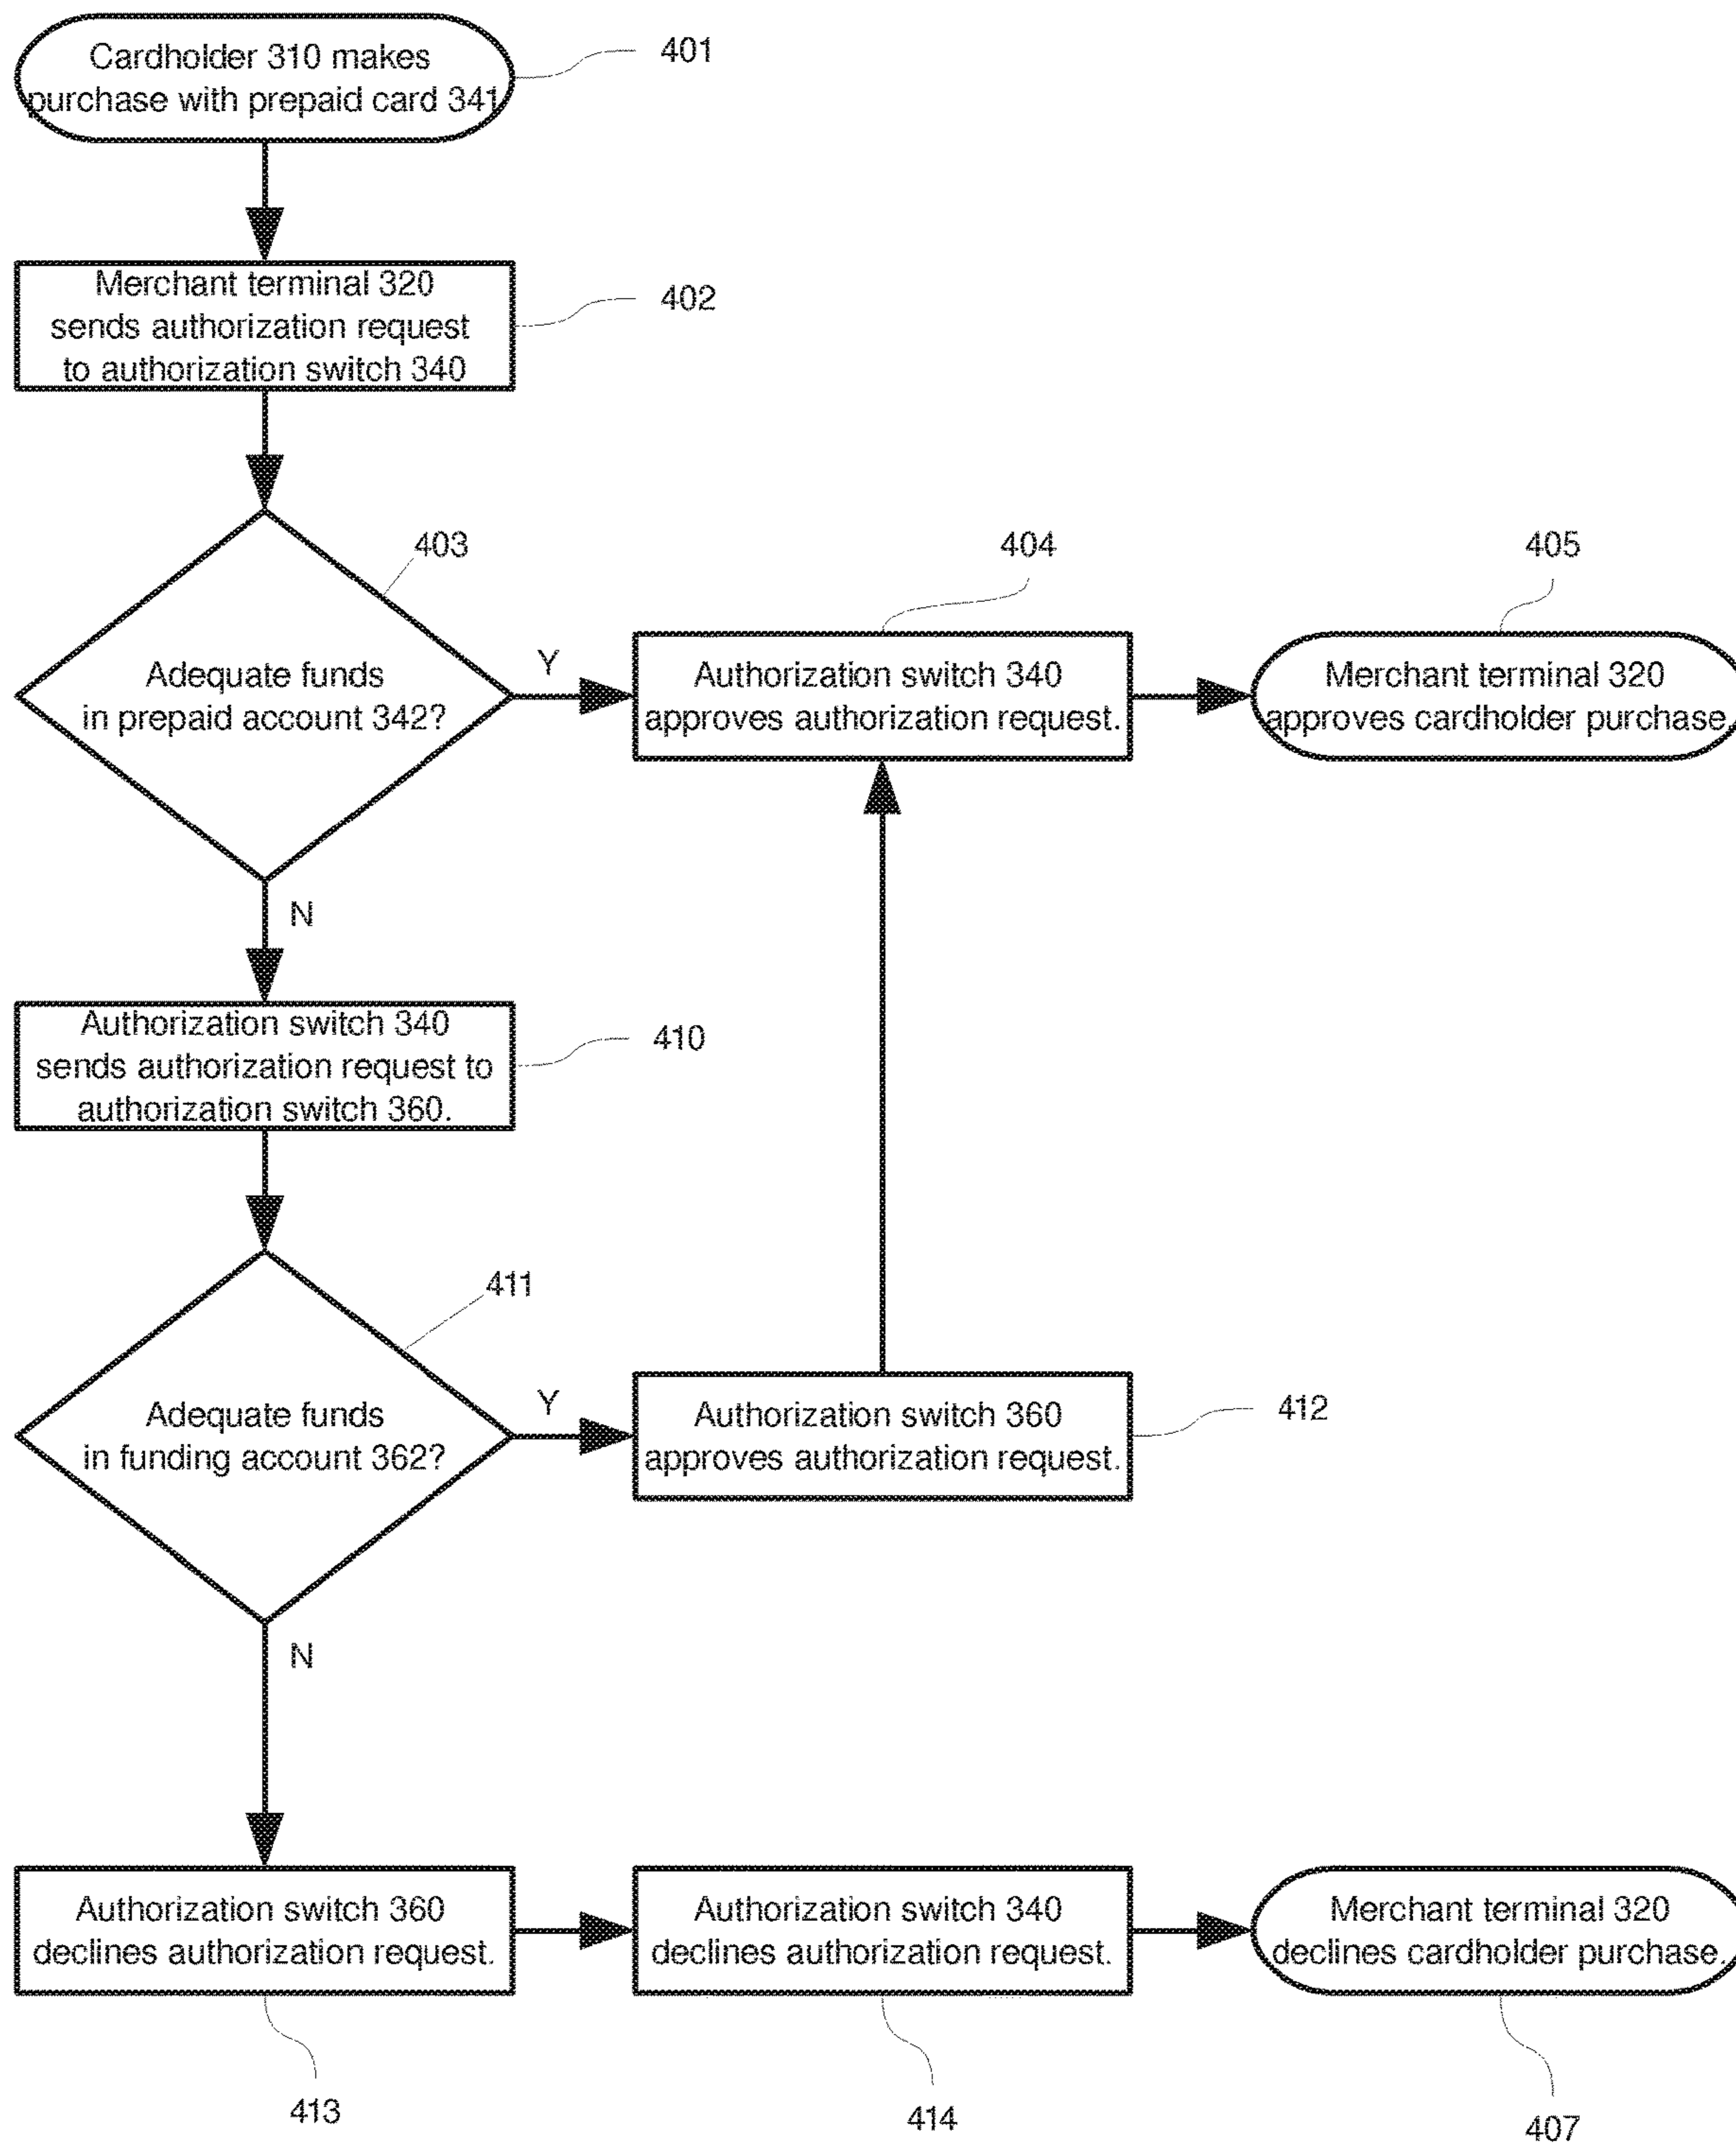 Cardholder 310 makes
purchase with prepaid card 341
401
Merchant terminal 320
sends authorization request
to authorization switch 340
402
403
404
405
Adequate funds
in prepaid account 342?
Y
Authorization switch 340
approves authorization request.
Merchant terminal 320
approves cardholder purchase.
N
Authorization switch 340
sends authorization request to
authorization switch 360.
410
411
Adequate funds
in funding account 362?
Y
Authorization switch 360
approves authorization request.
412
N
Authorization switch 360
declines authorization request.
Authorization switch 340
declines authorization request.
Merchant terminal 320
declines cardholder purchase.
413
414
407